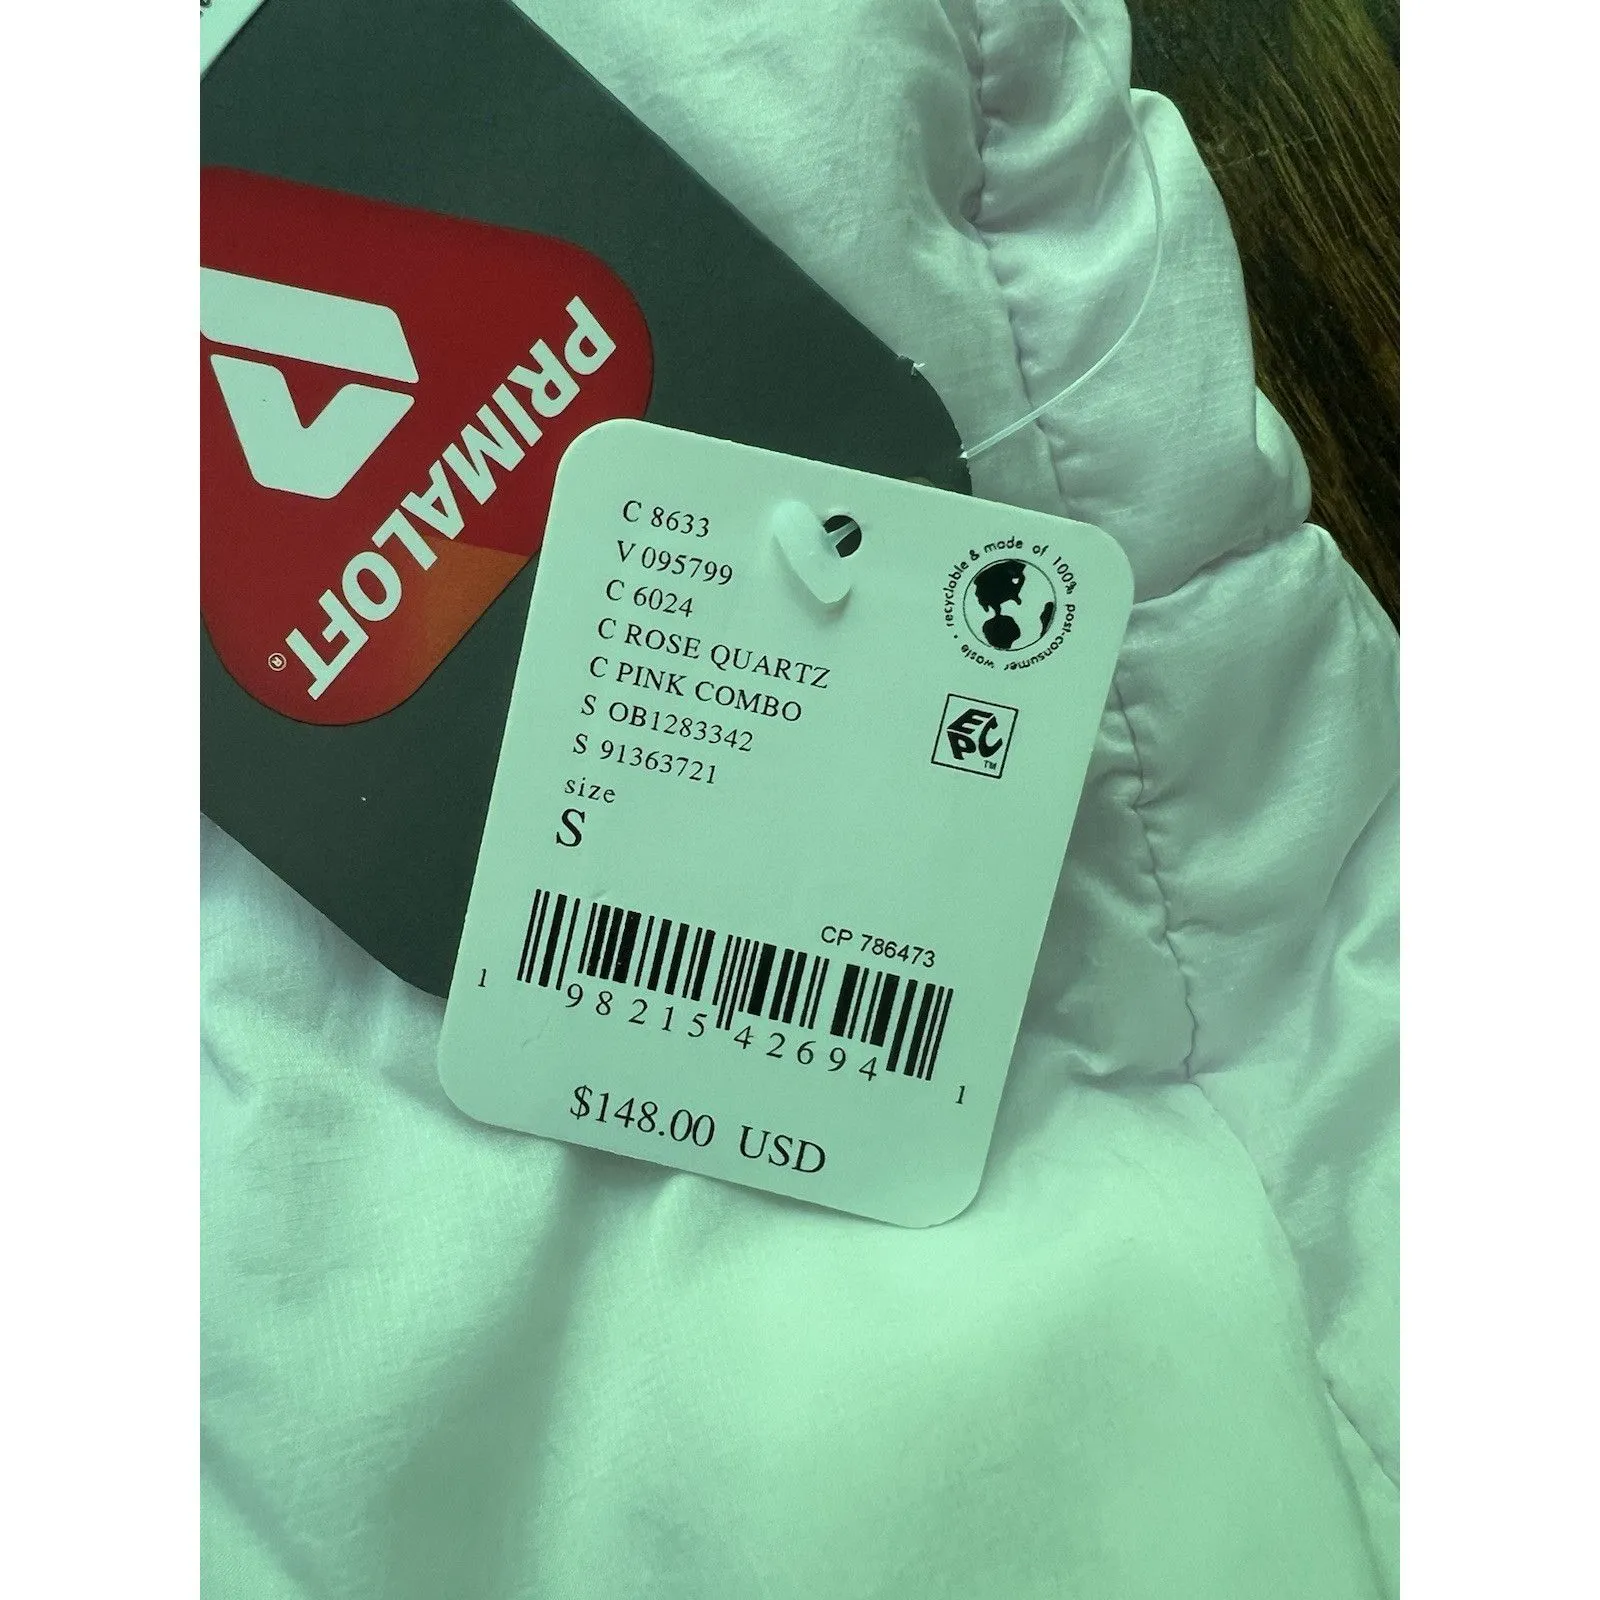 PRIMALOFT®
C 8633
V 095799
C 6024
C ROSE QUARTZ
C PINK COMBO
S OB1283342
S 91363721
size
S
recyclable & made of 100% post-consumer waste •
EPC™
CP 786473
1 98215 42694 1
$148.00 USD